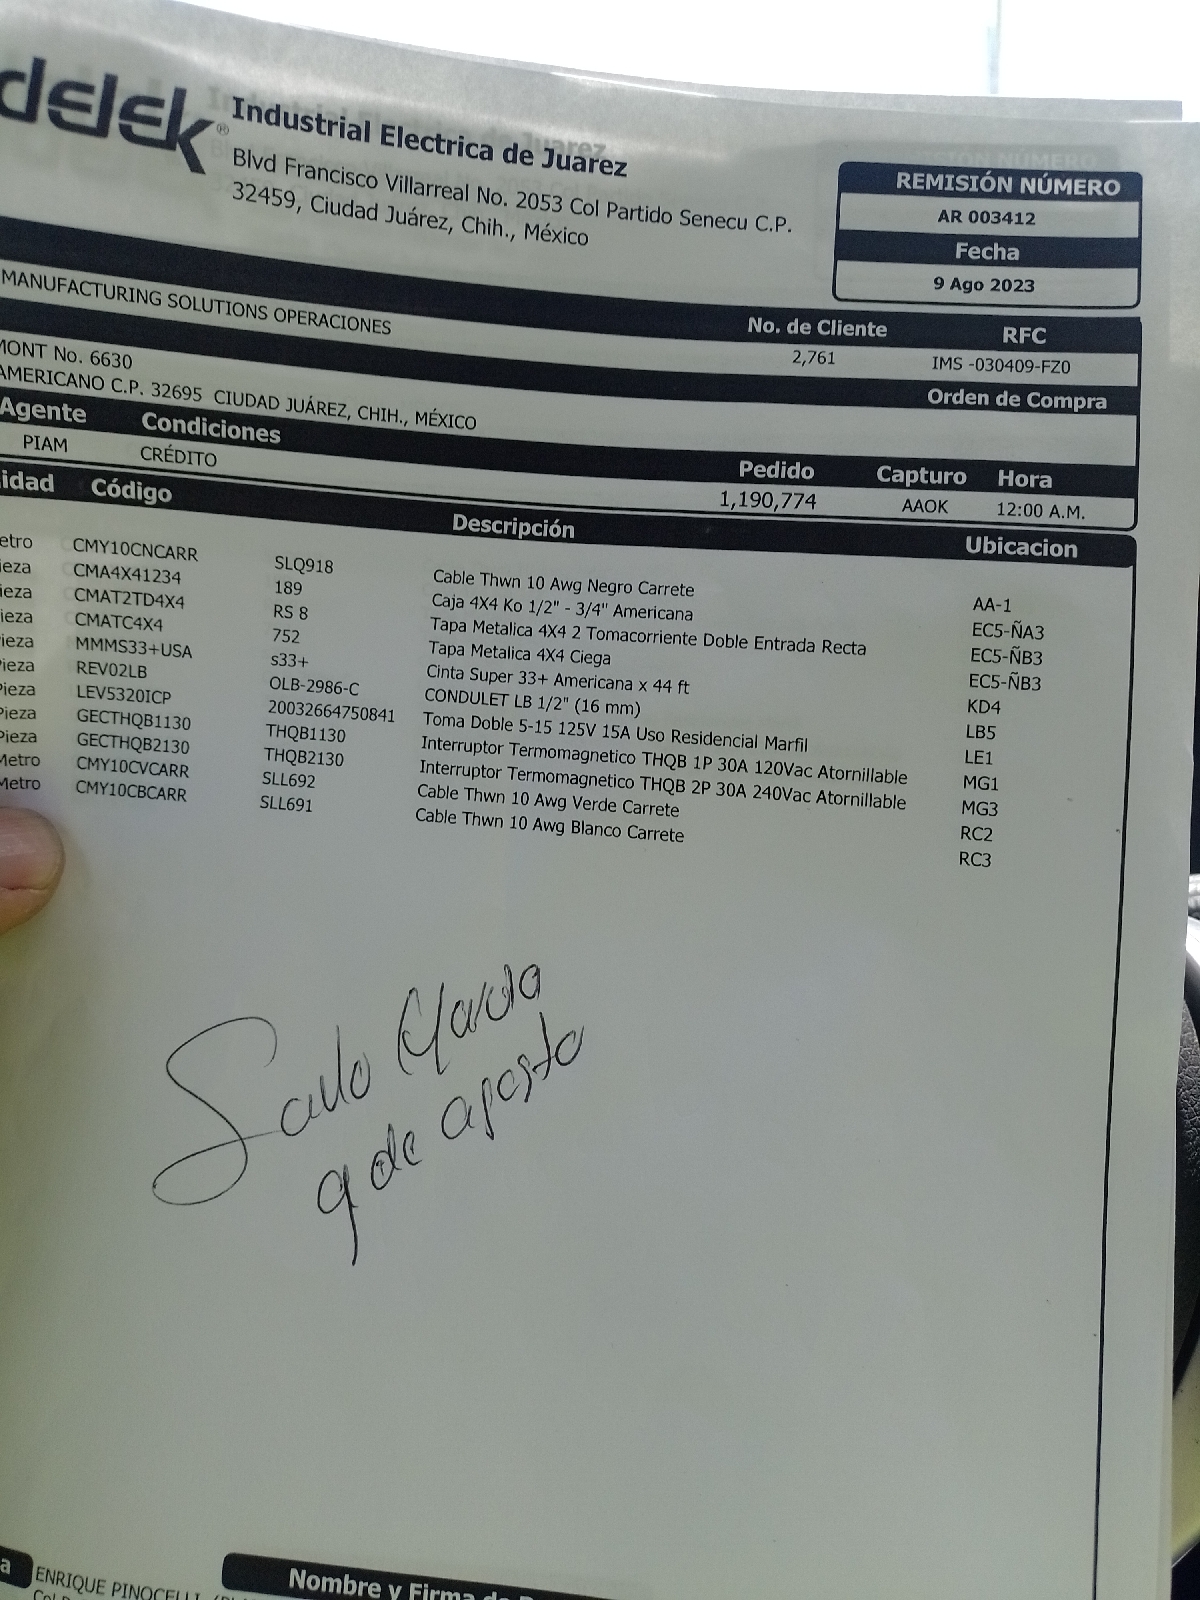 delek®
Industrial Electrica de Juarez
Blvd Francisco Villarreal No. 2053 Col Partido Senecu C.P.
32459, Ciudad Juárez, Chih., México
REMISIÓN NÚMERO
AR 003412
Fecha
9 Ago 2023
No. de Cliente RFC
MANUFACTURING SOLUTIONS OPERACIONES 2,761 IMS -030409-FZ0
Orden de Compra
MONT No. 6630
AMERICANO C.P. 32695 CIUDAD JUÁREZ, CHIH., MÉXICO
Agente Condiciones Pedido Capturo Hora
PIAM CRÉDITO 1,190,774 AAOK 12:00 A.M.
idad Código Descripción Ubicacion
etro CMY10CNCARR SLQ918 Cable Thwn 10 Awg Negro Carrete AA-1
ieza CMA4X41234 189 Caja 4X4 Ko 1/2" - 3/4" Americana EC5-ÑA3
ieza CMAT2TD4X4 RS 8 Tapa Metalica 4X4 2 Tomacorriente Doble Entrada Recta EC5-ÑB3
ieza CMATC4X4 752 Tapa Metalica 4X4 Ciega EC5-ÑB3
ieza MMMS33+USA s33+ Cinta Super 33+ Americana x 44 ft KD4
ieza REV02LB OLB-2986-C CONDULET LB 1/2" (16 mm) LB5
Pieza LEV5320ICP 20032664750841 Toma Doble 5-15 125V 15A Uso Residencial Marfil LE1
Pieza GECTHQB1130 THQB1130 Interruptor Termomagnetico THQB 1P 30A 120Vac Atornillable MG1
Pieza GECTHQB2130 THQB2130 Interruptor Termomagnetico THQB 2P 30A 240Vac Atornillable MG3
Metro CMY10CVCARR SLL692 Cable Thwn 10 Awg Verde Carrete RC2
Metro CMY10CBCARR SLL691 Cable Thwn 10 Awg Blanco Carrete RC3
9 de agosto
a
ENRIQUE PINOCELLI
Nombre y Firma de